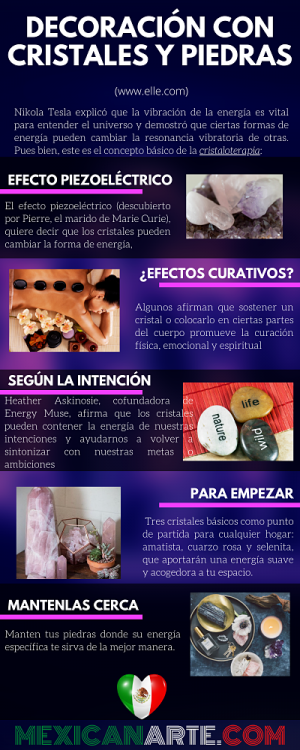 DECORACIÓN CON
CRISTALES Y PIEDRAS
(www.elle.com)
Nikola Tesla explicó que la vibración de la energía es vital
para entender el universo y demostró que ciertas formas de
energía pueden cambiar la resonancia vibratoria de otras.
Pues bien, este es el concepto básico de la cristaloterapia:
EFECTO PIEZOELÉCTRICO
El efecto piezoeléctrico (descubierto
por Pierre, el marido de Marie Curie),
quiere decir que los cristales pueden
cambiar la forma de energía,
¿EFECTOS CURATIVOS?
Algunos afirman que sostener un
cristal o colocarlo en ciertas partes
del cuerpo promueve la curación
física, emocional y espiritual
SEGÚN LA INTENCIÓN
Heather Askinosie, cofundadora de
Energy Muse, afirma que los cristales
pueden contener la energía de nuestras
intenciones y ayudarnos a volver a
sintonizar con nuestras metas o
ambiciones
life
nature
wild
PARA EMPEZAR
Tres cristales básicos como punto
de partida para cualquier hogar:
amatista, cuarzo rosa y selenita,
que aportarán una energía suave
y acogedora a tu espacio.
MANTENLAS CERCA
Manten tus piedras donde su energía
específica te sirva de la mejor manera.
MEXICANARTE.COM